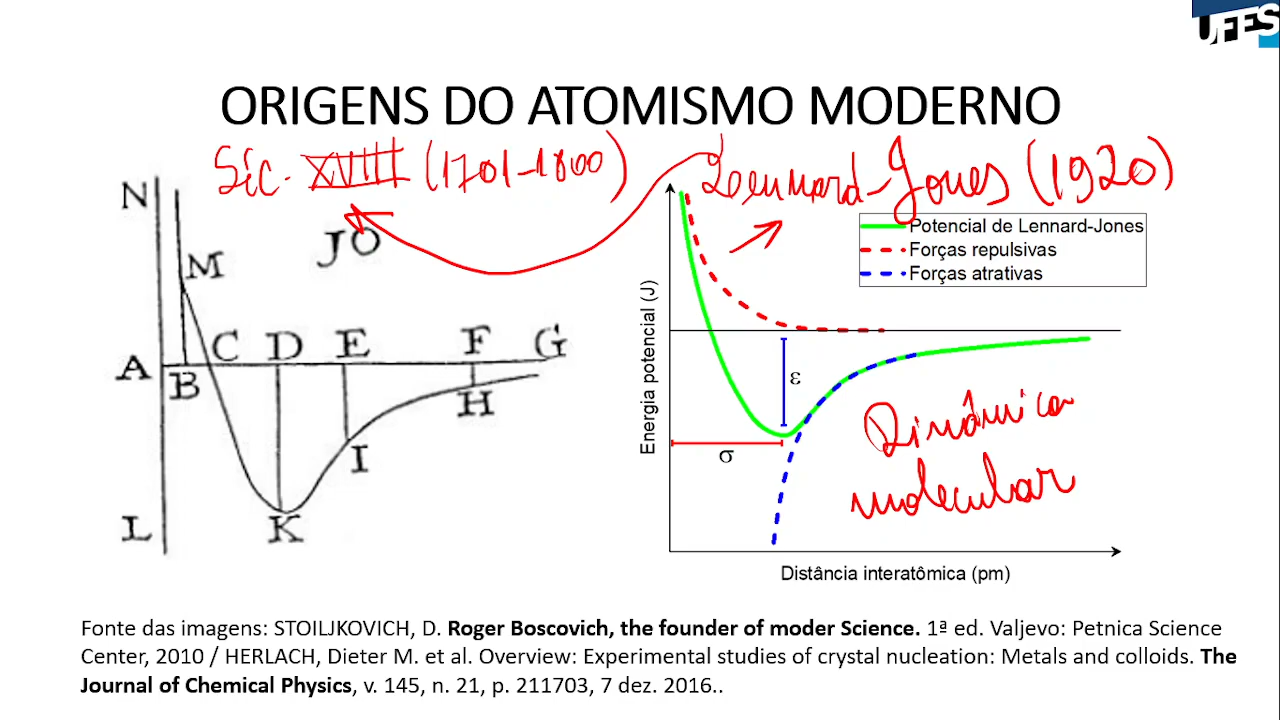 UFES
ORIGENS DO ATOMISMO MODERNO
Séc. XVIII (1701-1800)
Lennard-Jones (1920)
N
M
JO
A
B
C
D
E
F
G
H
I
L
K
Potencial de Lennard-Jones
Forças repulsivas
Forças atrativas
Energia potencial (J)
ε
σ
Distância interatômica (pm)
Dinâmica
molecular
Fonte das imagens: STOILJKOVICH, D. Roger Boscovich, the founder of moder Science. 1ª ed. Valjevo: Petnica Science
Center, 2010 / HERLACH, Dieter M. et al. Overview: Experimental studies of crystal nucleation: Metals and colloids. The
Journal of Chemical Physics, v. 145, n. 21, p. 211703, 7 dez. 2016..